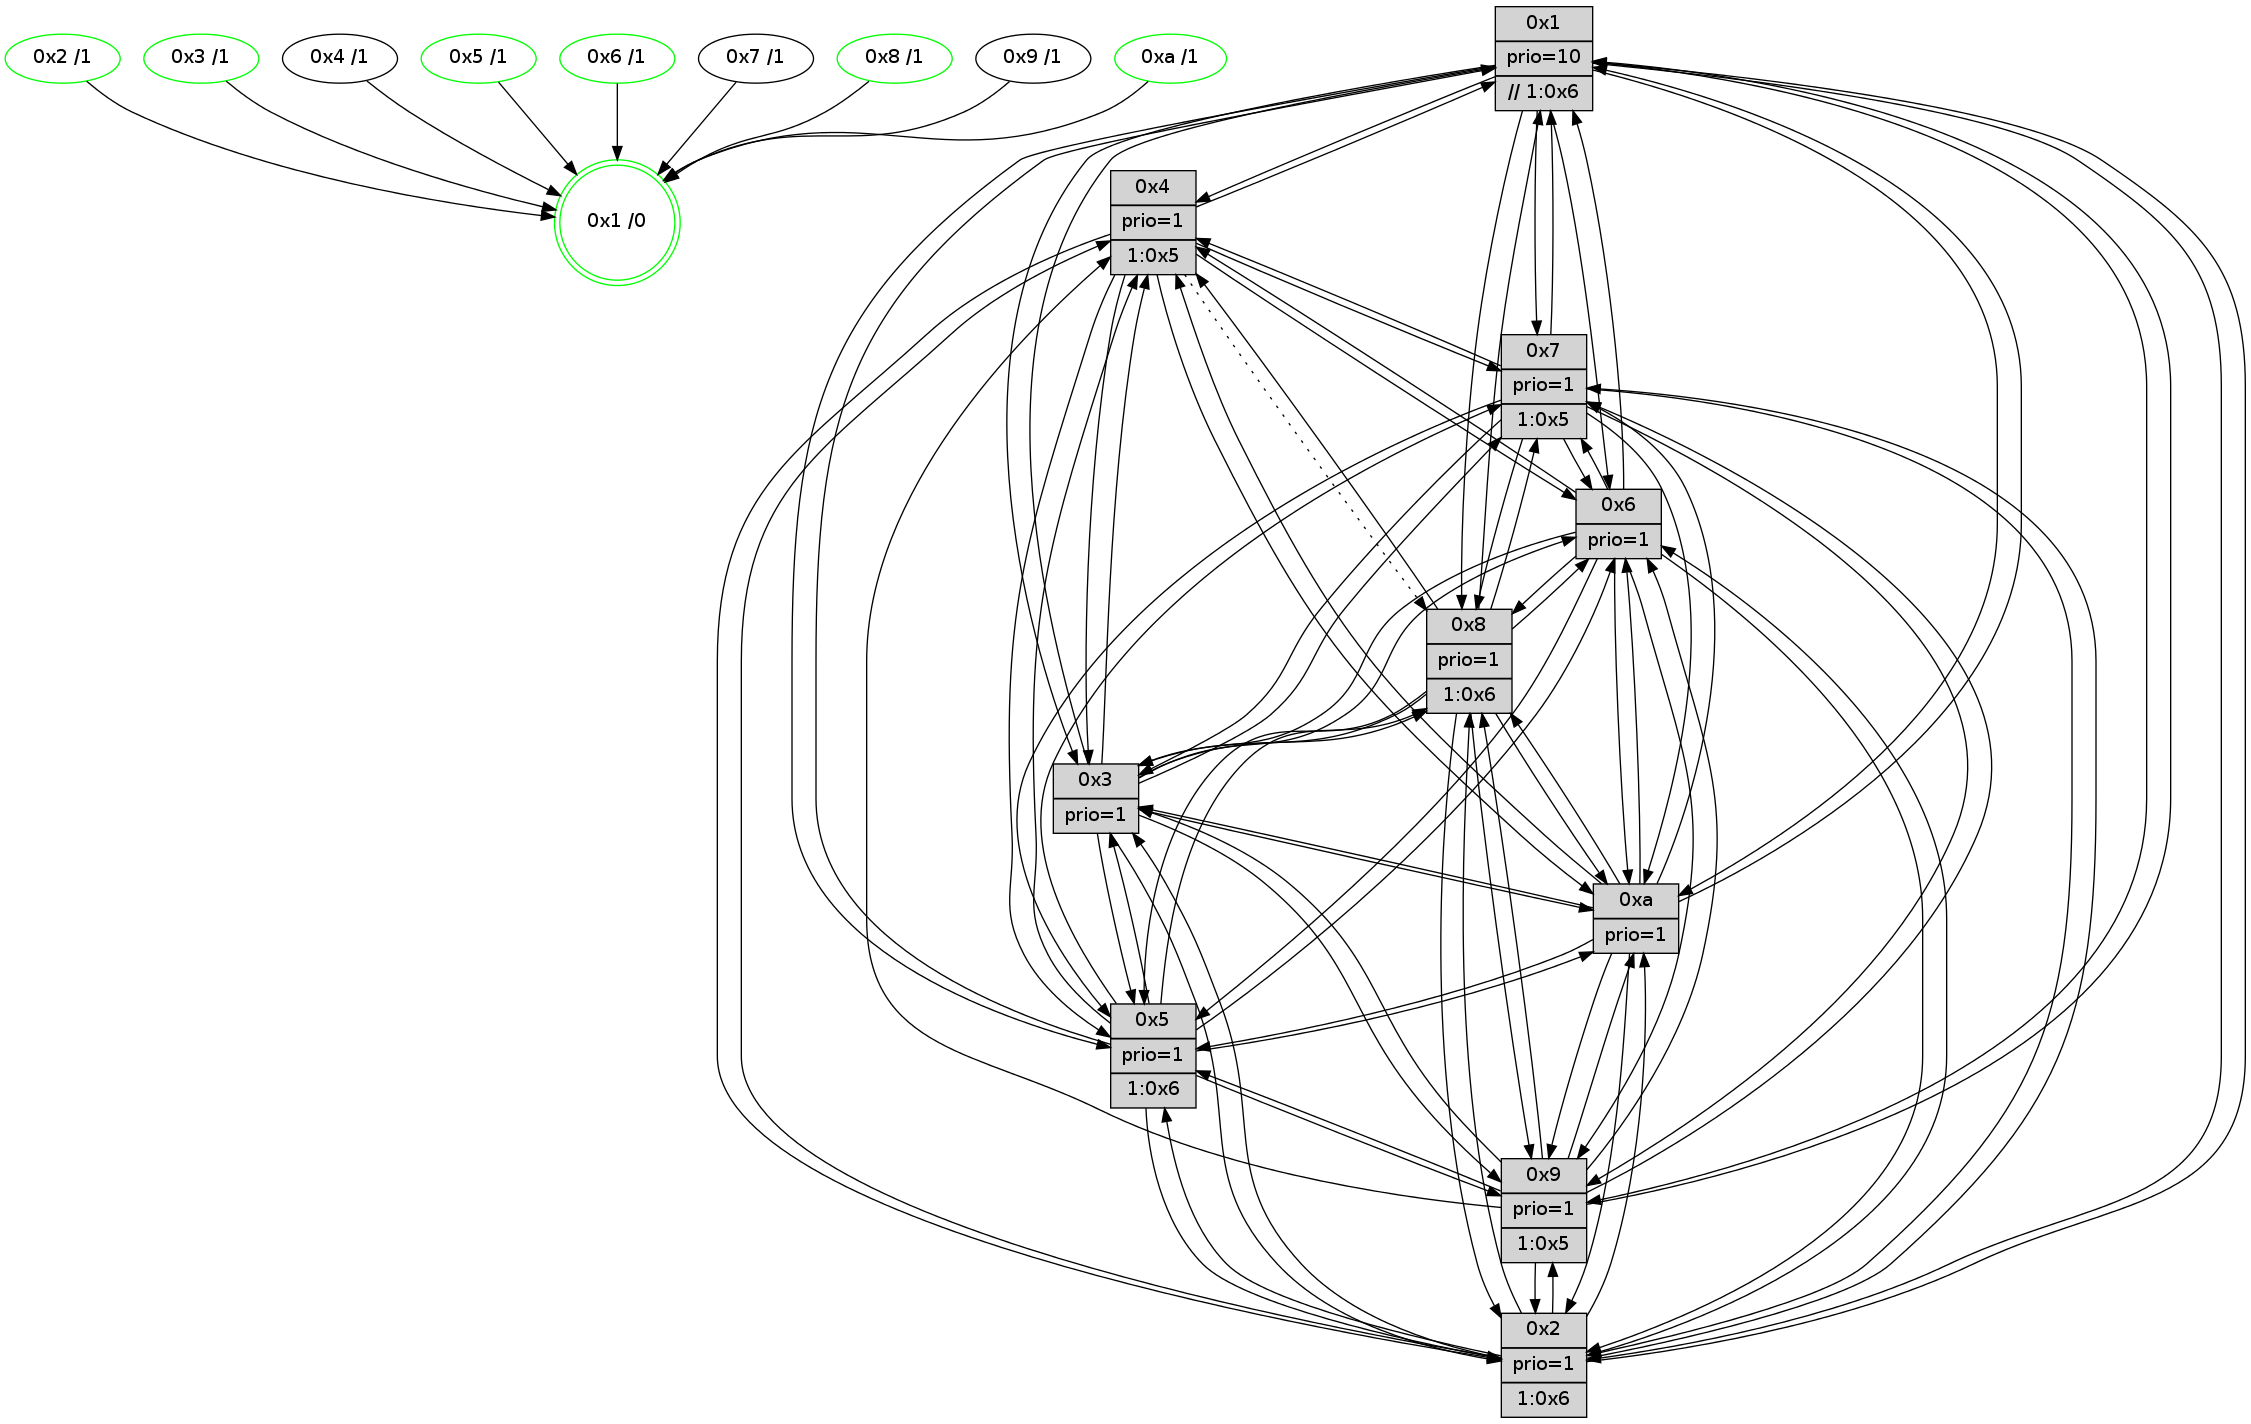 0x2 /1
0x3 /1
0x4 /1
0x5 /1
0x6 /1
0x7 /1
0x8 /1
0x9 /1
0xa /1
0x1 /0
0x1
prio=10
// 1:0x6
0x4
prio=1
1:0x5
0x7
prio=1
1:0x5
0x6
prio=1
0x8
prio=1
1:0x6
0x3
prio=1
0xa
prio=1
0x5
prio=1
1:0x6
0x9
prio=1
1:0x5
0x2
prio=1
1:0x6